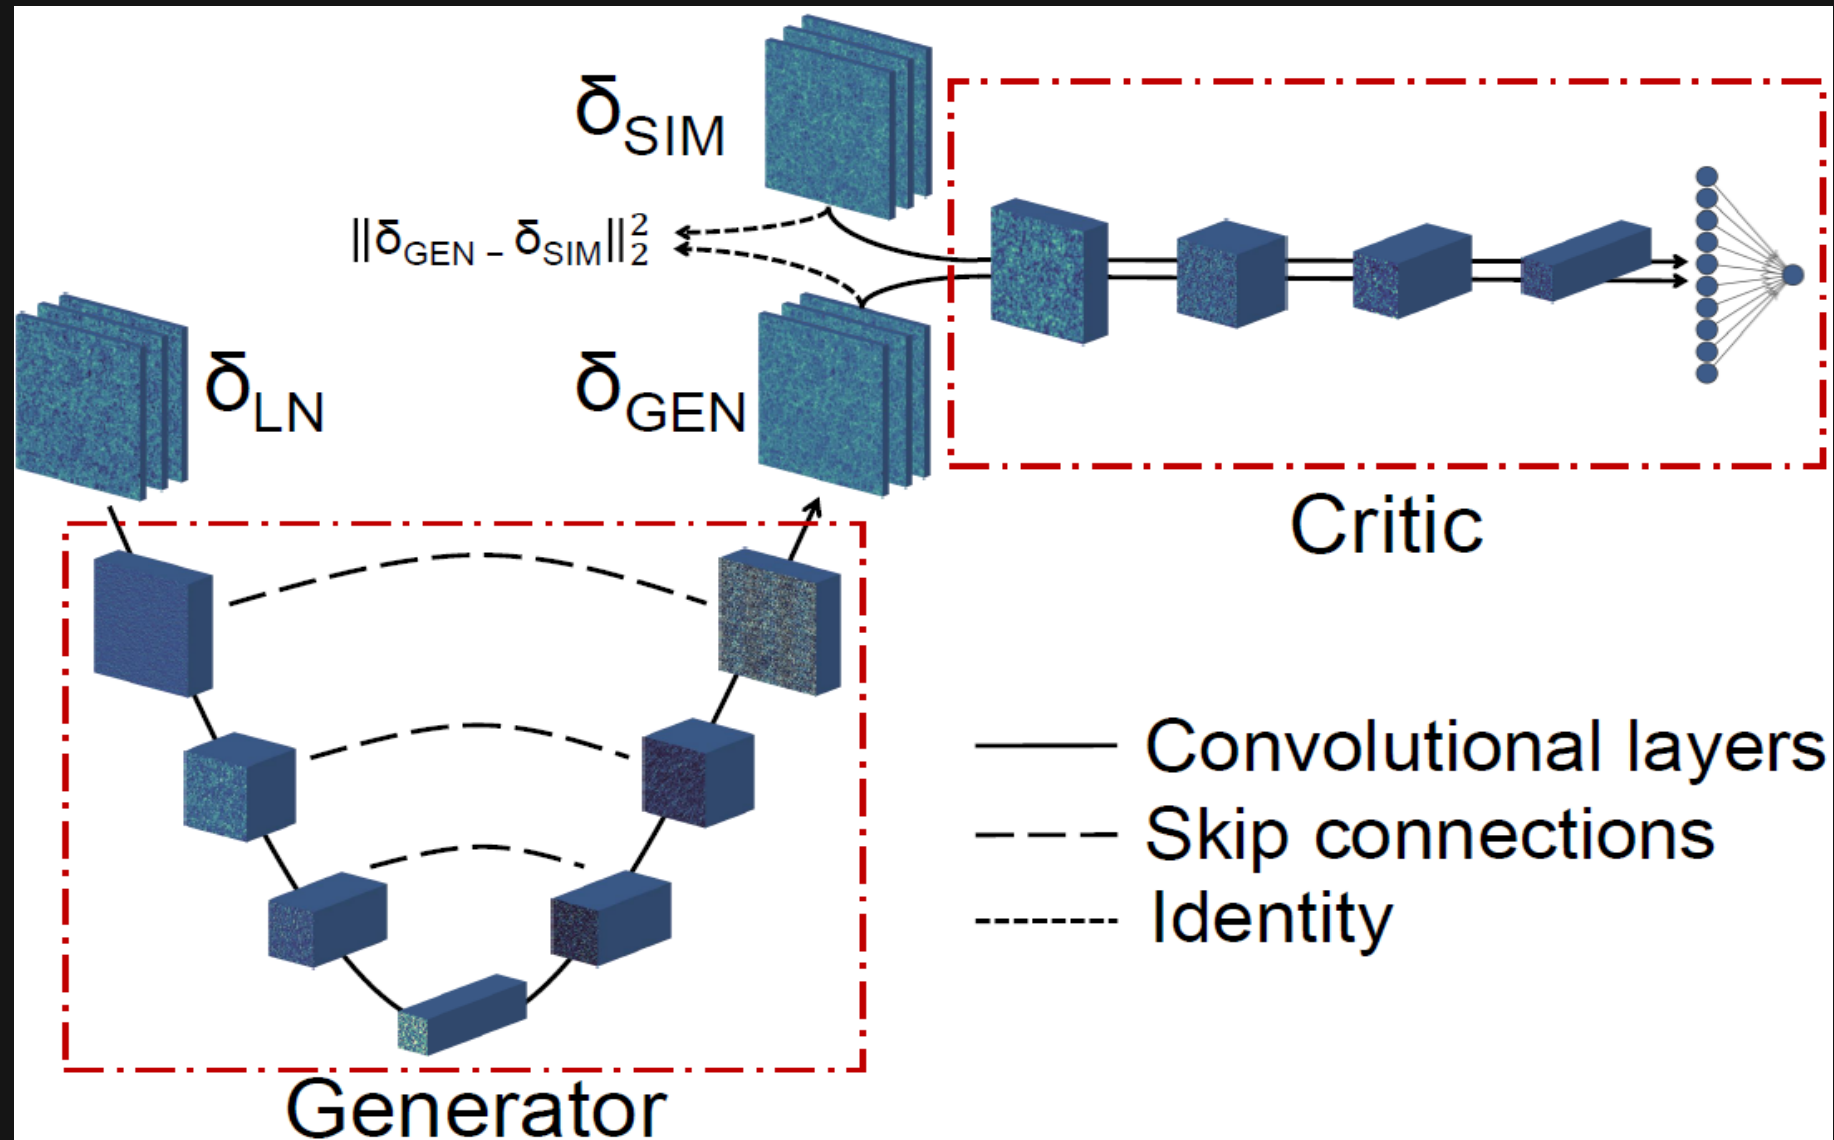 δSIM
||δGEN – δSIM||₂²
δLN
δGEN
Critic
Convolutional layers
Skip connections
Identity
Generator